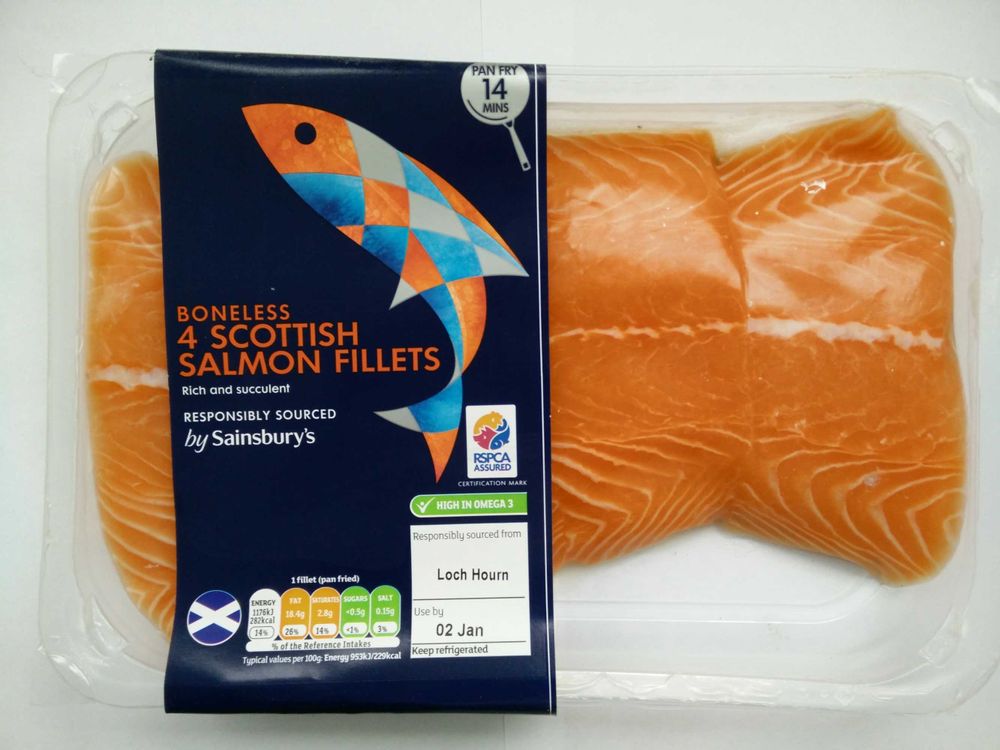 PAN FRY
14
MINS
BONELESS
4 SCOTTISH
SALMON FILLETS
Rich and succulent
RESPONSIBLY SOURCED
by Sainsbury's
RSPCA
ASSURED
CERTIFICATION MARK
HIGH IN OMEGA 3
Responsibly sourced from
Loch Hourn
Use by
02 Jan
Keep refrigerated
1 fillet (pan fried)
ENERGY FAT SATURATES SUGARS SALT
1176kJ
282kcal 18.4g 2.8g <0.5g 0.15g
14% 26% 14% <1% 3%
% of the Reference Intakes
Typical values per 100g: Energy 953kJ/229kcal